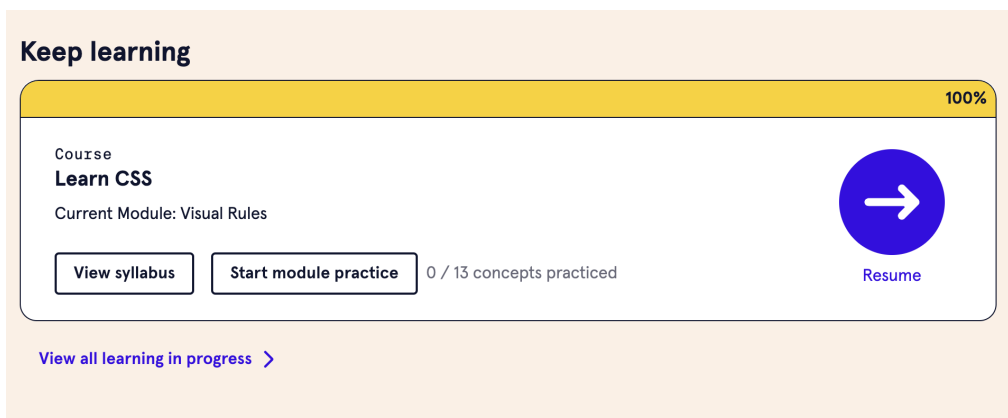 Keep learning
100%
Course
Learn CSS
Current Module: Visual Rules
View syllabus
Start module practice
0 / 13 concepts practiced
Resume
View all learning in progress